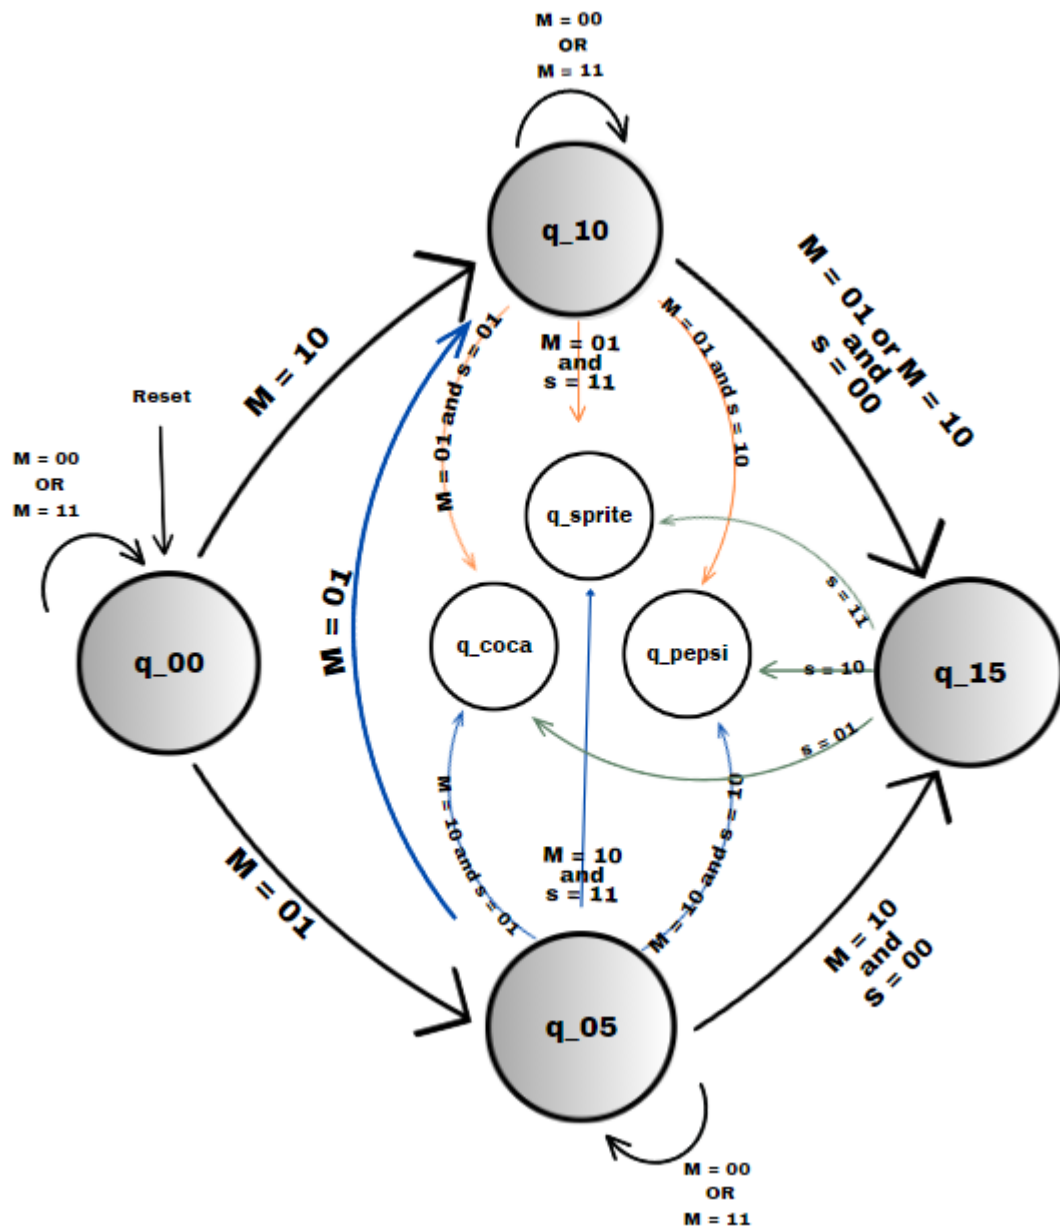 M = 00
OR
M = 11
q_10
M = 10
M = 01 or M = 10
and
s = 00
M = 01 and s = 01
M = 01
and
s = 11
M = 01 and s = 10
Reset
M = 00
OR
M = 11
q_sprite
M = 01
s = 11
q_00
q_coca
q_pepsi
s = 10
q_15
s = 01
M = 10 and s = 01
M = 10
and
s = 11
M = 10 and s = 10
M = 01
M = 10
and
S = 00
q_05
M = 00
OR
M = 11